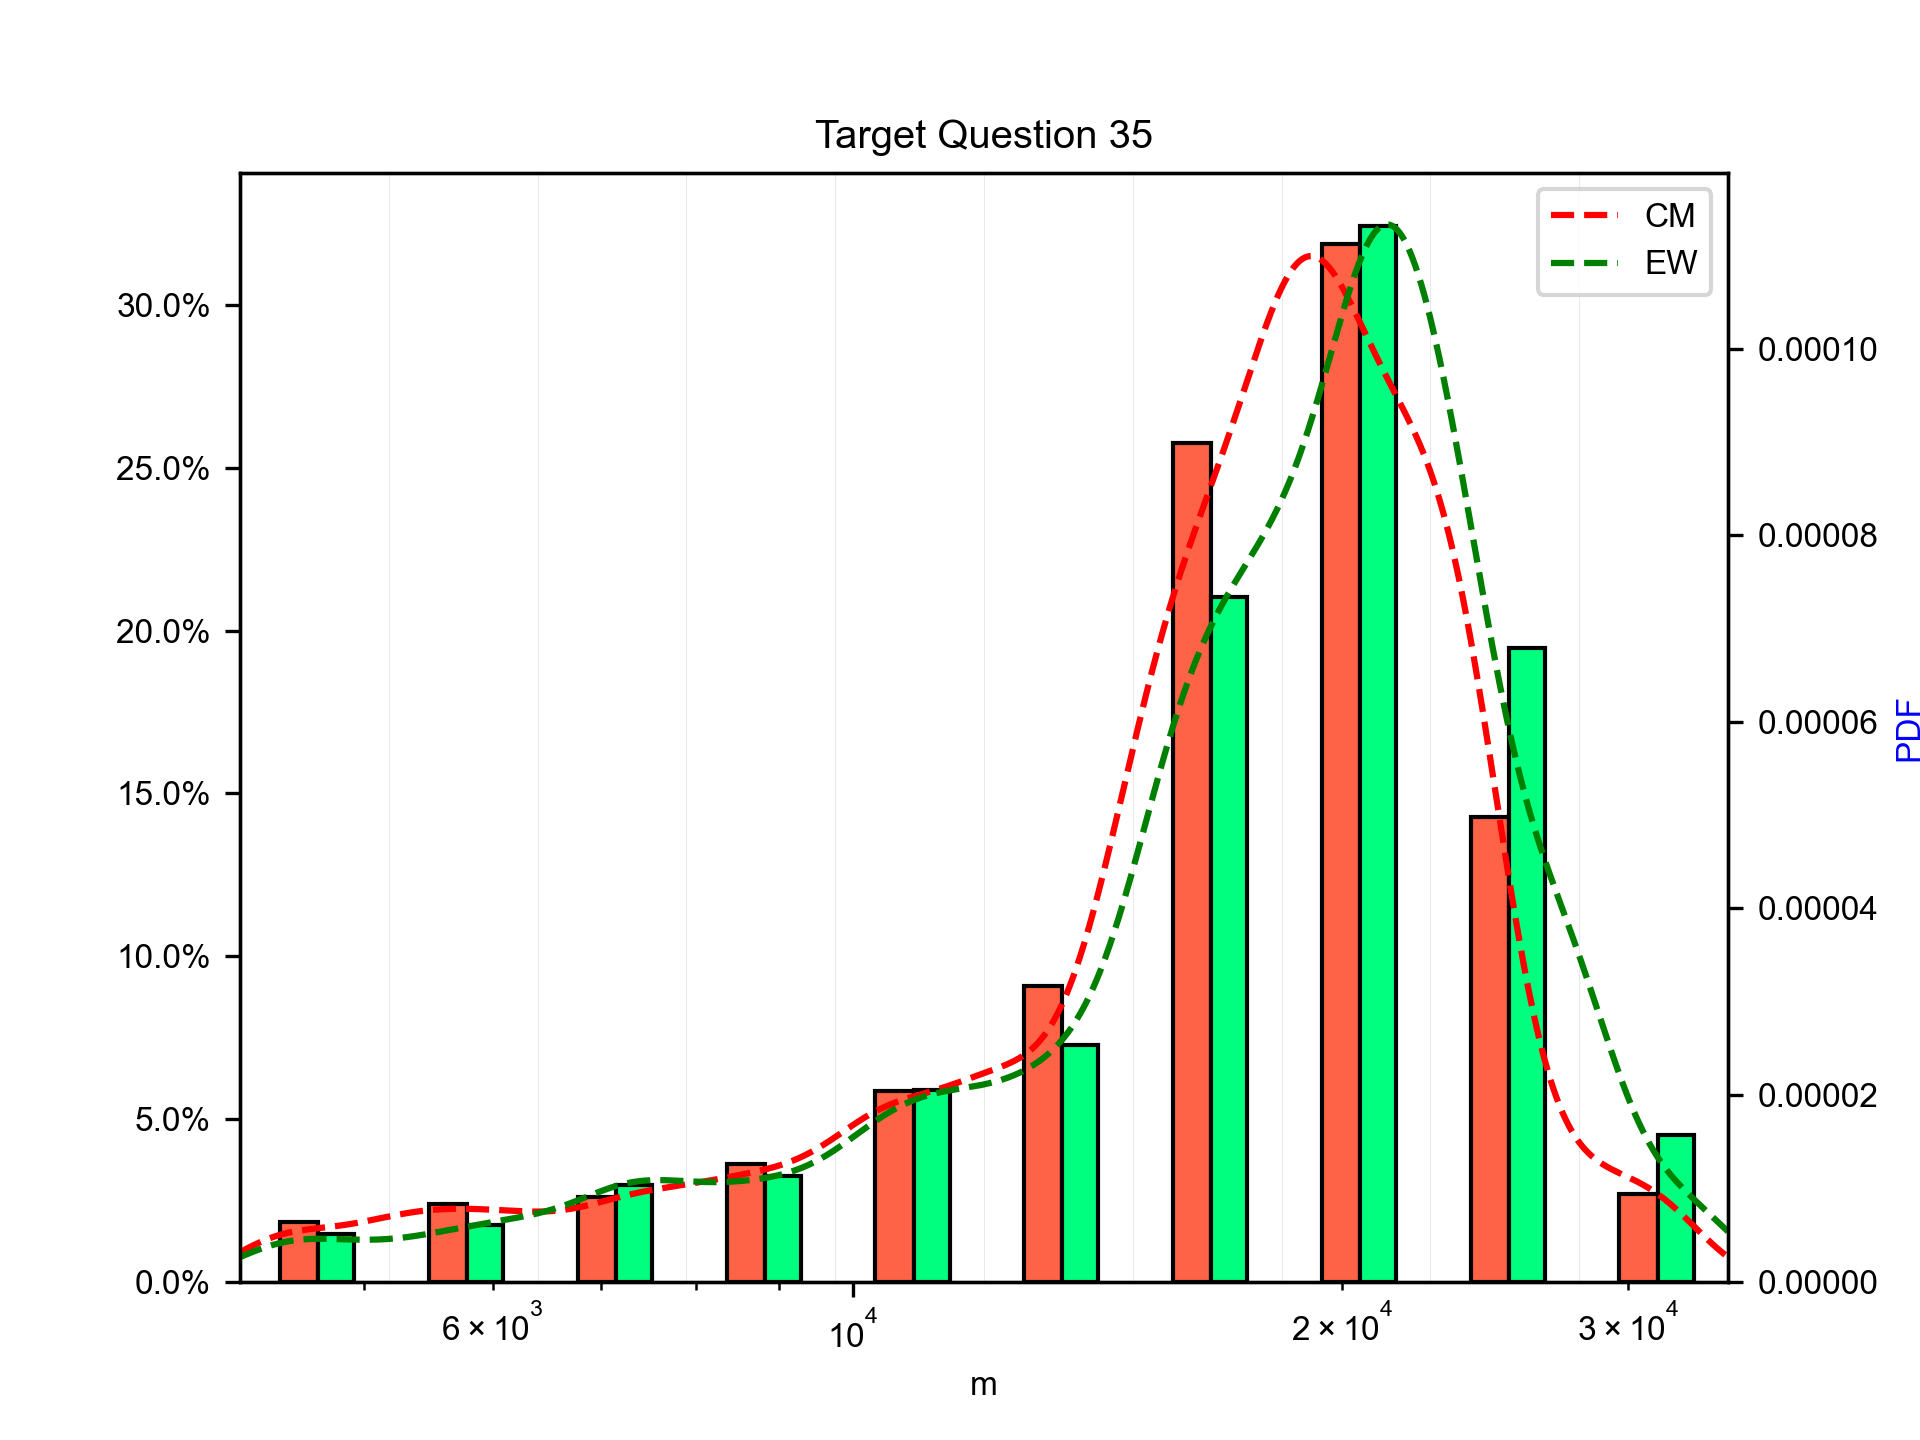 Target Question 35
CM
EW
30.0%
25.0%
20.0%
15.0%
10.0%
5.0%
0.0%
0.00010
0.00008
0.00006
0.00004
0.00002
0.00000
PDF
6 × 10³
10⁴
2 × 10⁴
3 × 10⁴
m